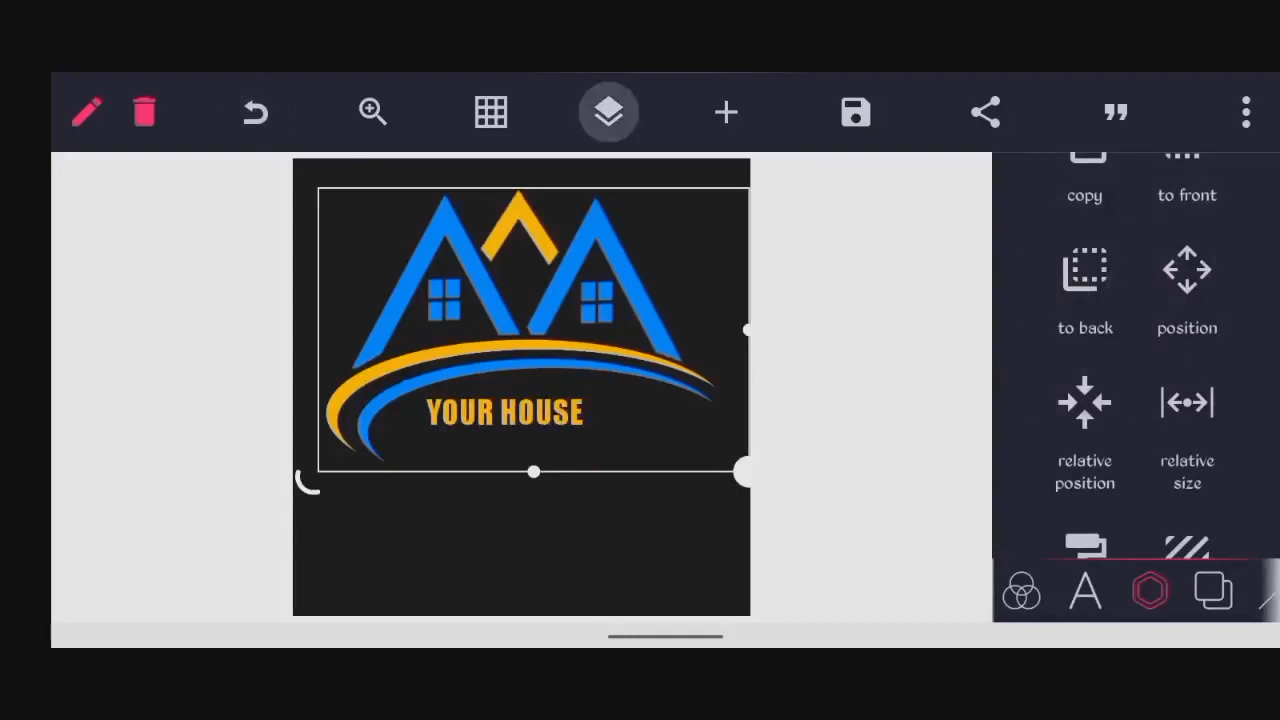 copy
to front
to back
position
YOUR HOUSE
relative position
relative size